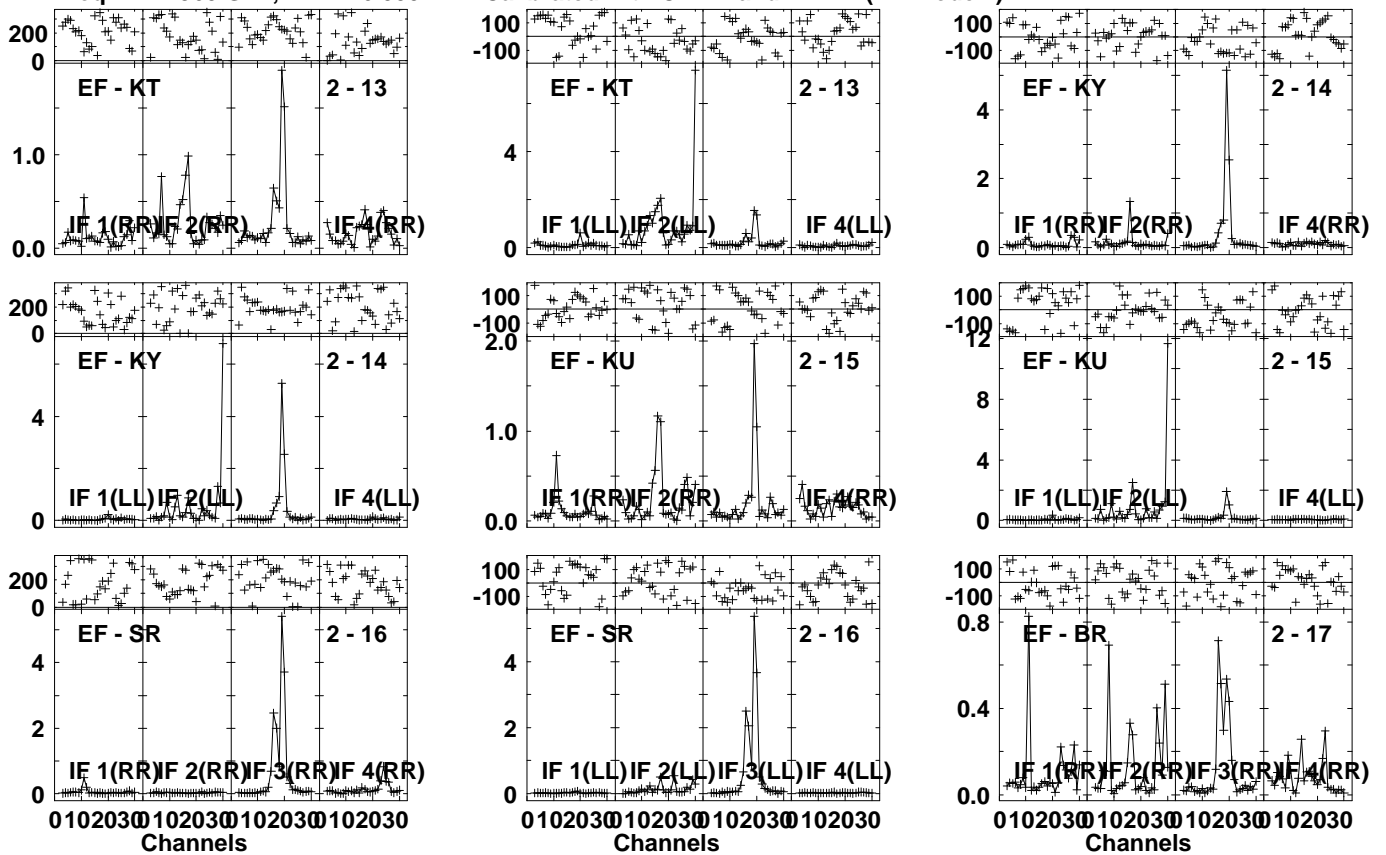 200
0
EF - KT 2 - 13
1.0
0.0
IF 1(RR) IF 2(RR) IF 4(RR)
100
-100
EF - KT 2 - 13
4
0
IF 1(LL) IF 2(LL) IF 4(LL)
100
-100
EF - KY 2 - 14
4
2
0
IF 1(RR) IF 2(RR) IF 4(RR)
200
0
EF - KY 2 - 14
4
0
IF 1(LL) IF 2(LL) IF 4(LL)
100
-100
2.0
EF - KU 2 - 15
1.0
0.0
IF 1(RR) IF 2(RR) IF 4(RR)
100
-100
12
EF - KU 2 - 15
8
4
0
IF 1(LL) IF 2(LL) IF 4(LL)
200
0
EF - SR 2 - 16
4
2
0
IF 1(RR) IF 2(RR) IF 3(RR) IF 4(RR)
0102030 0102030 0102030 0102030
Channels
100
-100
EF - SR 2 - 16
4
2
0
IF 1(LL) IF 2(LL) IF 3(LL) IF 4(LL)
0102030 0102030 0102030 0102030
Channels
100
-100
0.8
EF - BR 2 - 17
0.4
0.0
IF 1(RR) IF 2(RR) IF 3(RR) IF 4(RR)
0102030 0102030 0102030 0102030
Channels